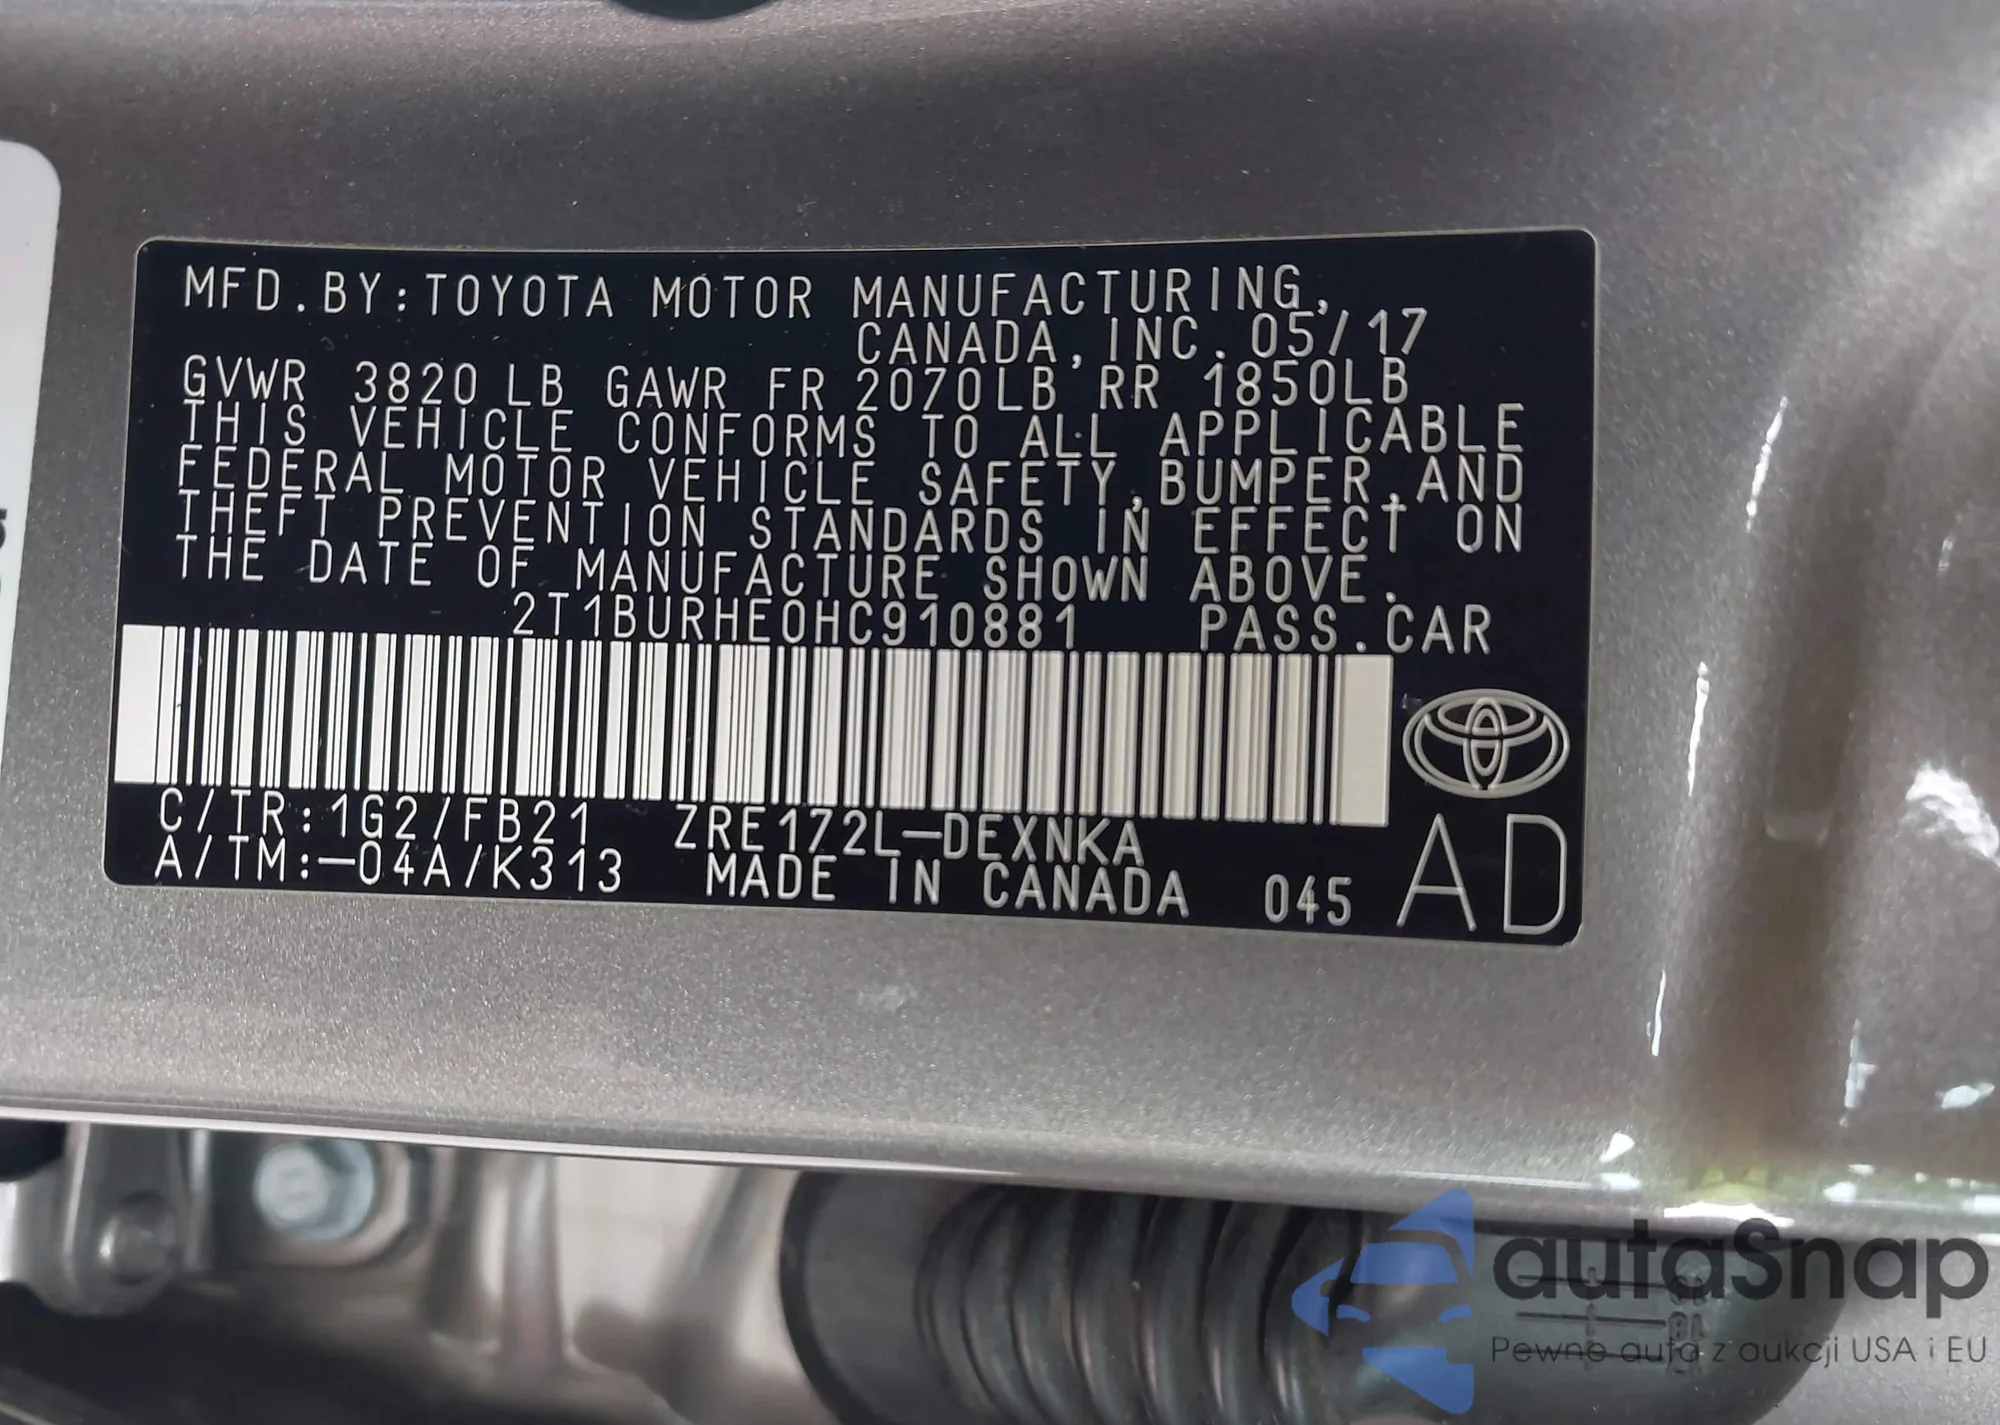 MFD.BY:TOYOTA MOTOR MANUFACTURING,
CANADA,INC. 05/17
GVWR 3820 LB GAWR FR 2070LB RR 1850LB
THIS VEHICLE CONFORMS TO ALL APPLICABLE
FEDERAL MOTOR VEHICLE SAFETY,BUMPER,AND
THEFT PREVENTION STANDARDS IN EFFECT ON
THE DATE OF MANUFACTURE SHOWN ABOVE.
2T1BURHE0HC910881 PASS.CAR
C/TR:1G2/FB21 ZRE172L-DEXNKA
A/TM:-04A/K313 MADE IN CANADA 045 AD
autaSnap
Pewne auta z aukcji USA i EU